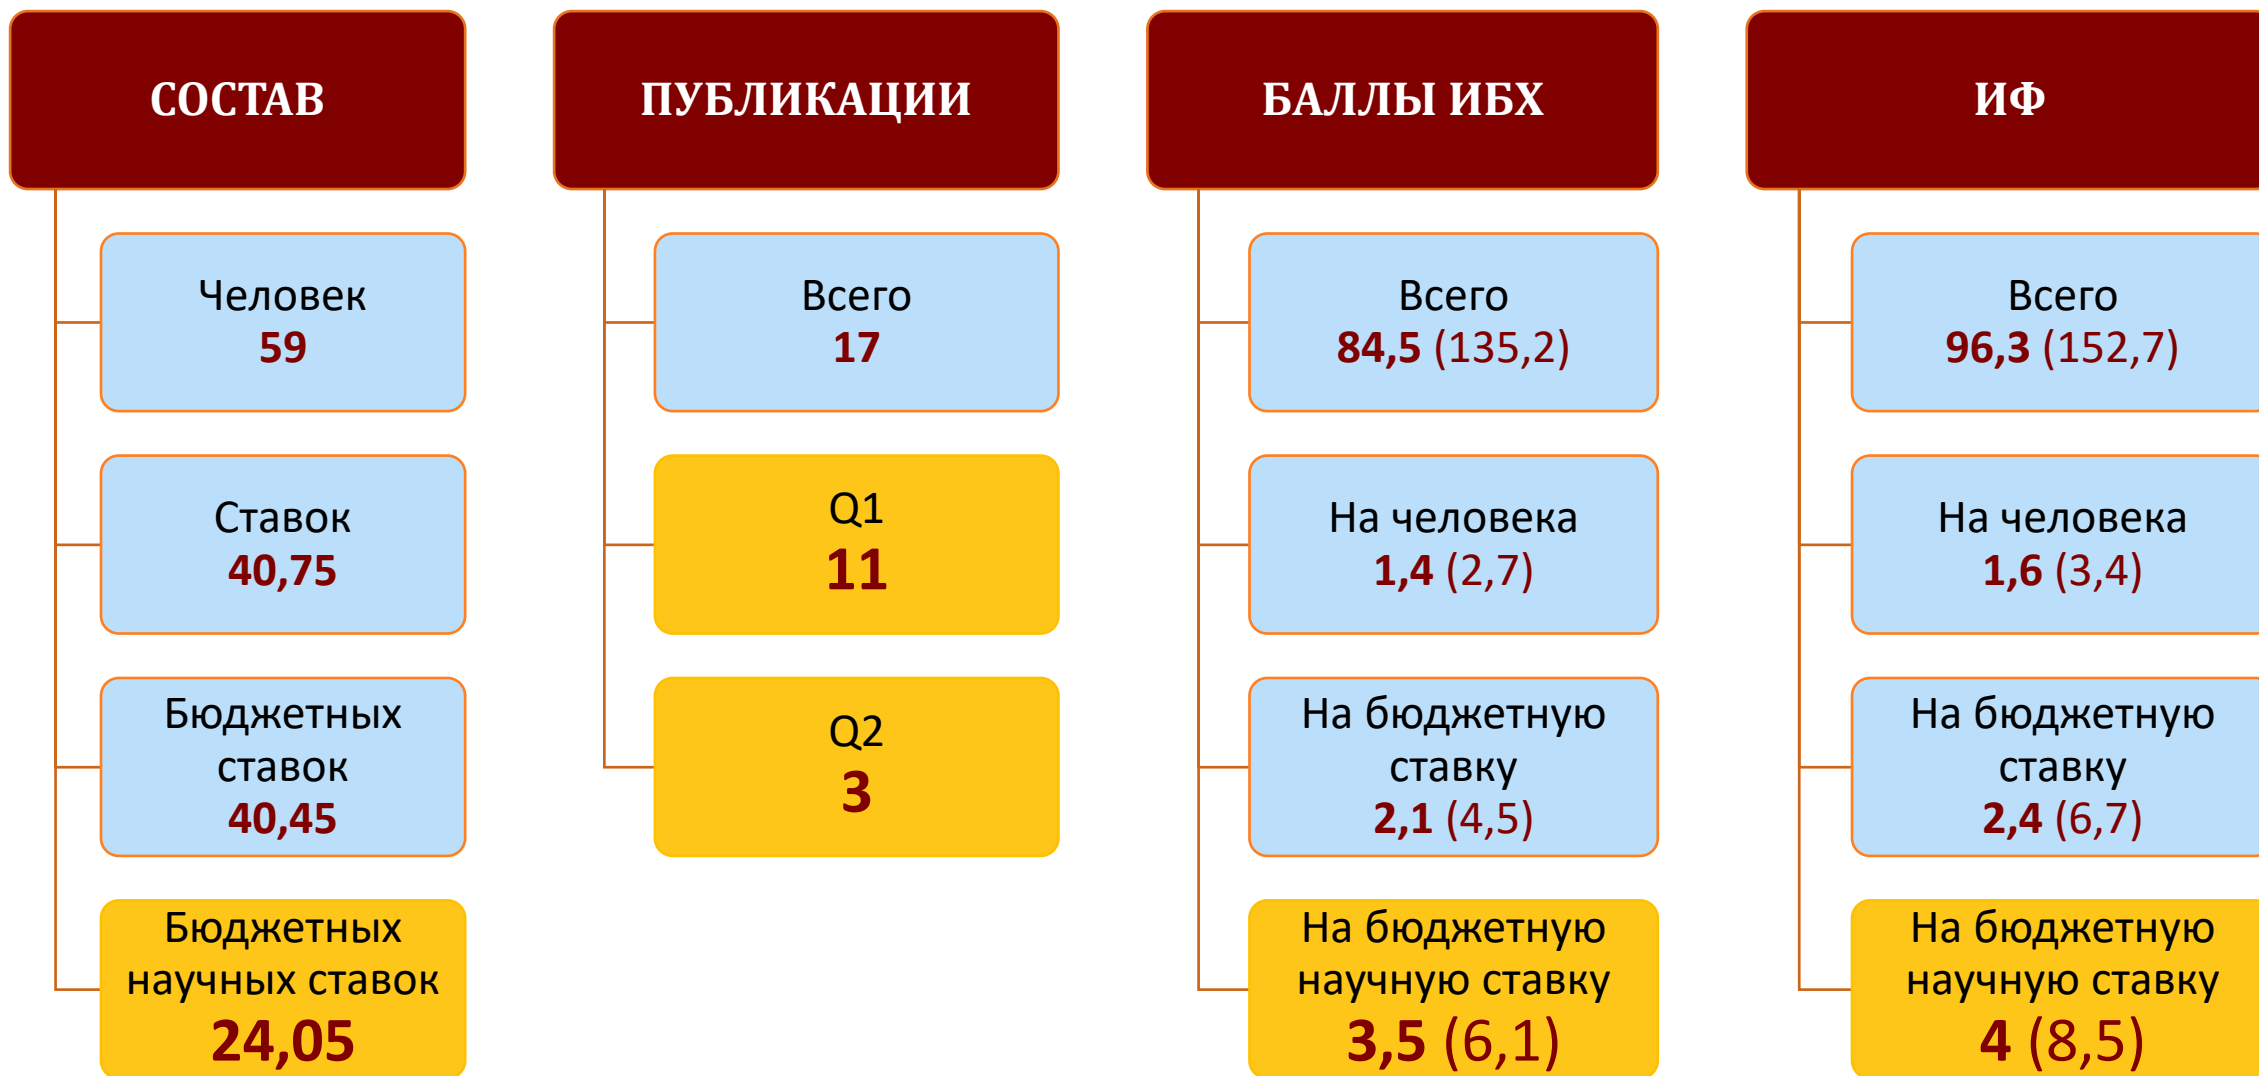 СОСТАВ
Человек
59
Ставок
40,75
Бюджетных
ставок
40,45
Бюджетных
научных ставок
24,05
ПУБЛИКАЦИИ
Всего
17
Q1
11
Q2
3
БАЛЛЫ ИБХ
Всего
84,5 (135,2)
На человека
1,4 (2,7)
На бюджетную
ставку
2,1 (4,5)
На бюджетную
научную ставку
3,5 (6,1)
ИФ
Всего
96,3 (152,7)
На человека
1,6 (3,4)
На бюджетную
ставку
2,4 (6,7)
На бюджетную
научную ставку
4 (8,5)